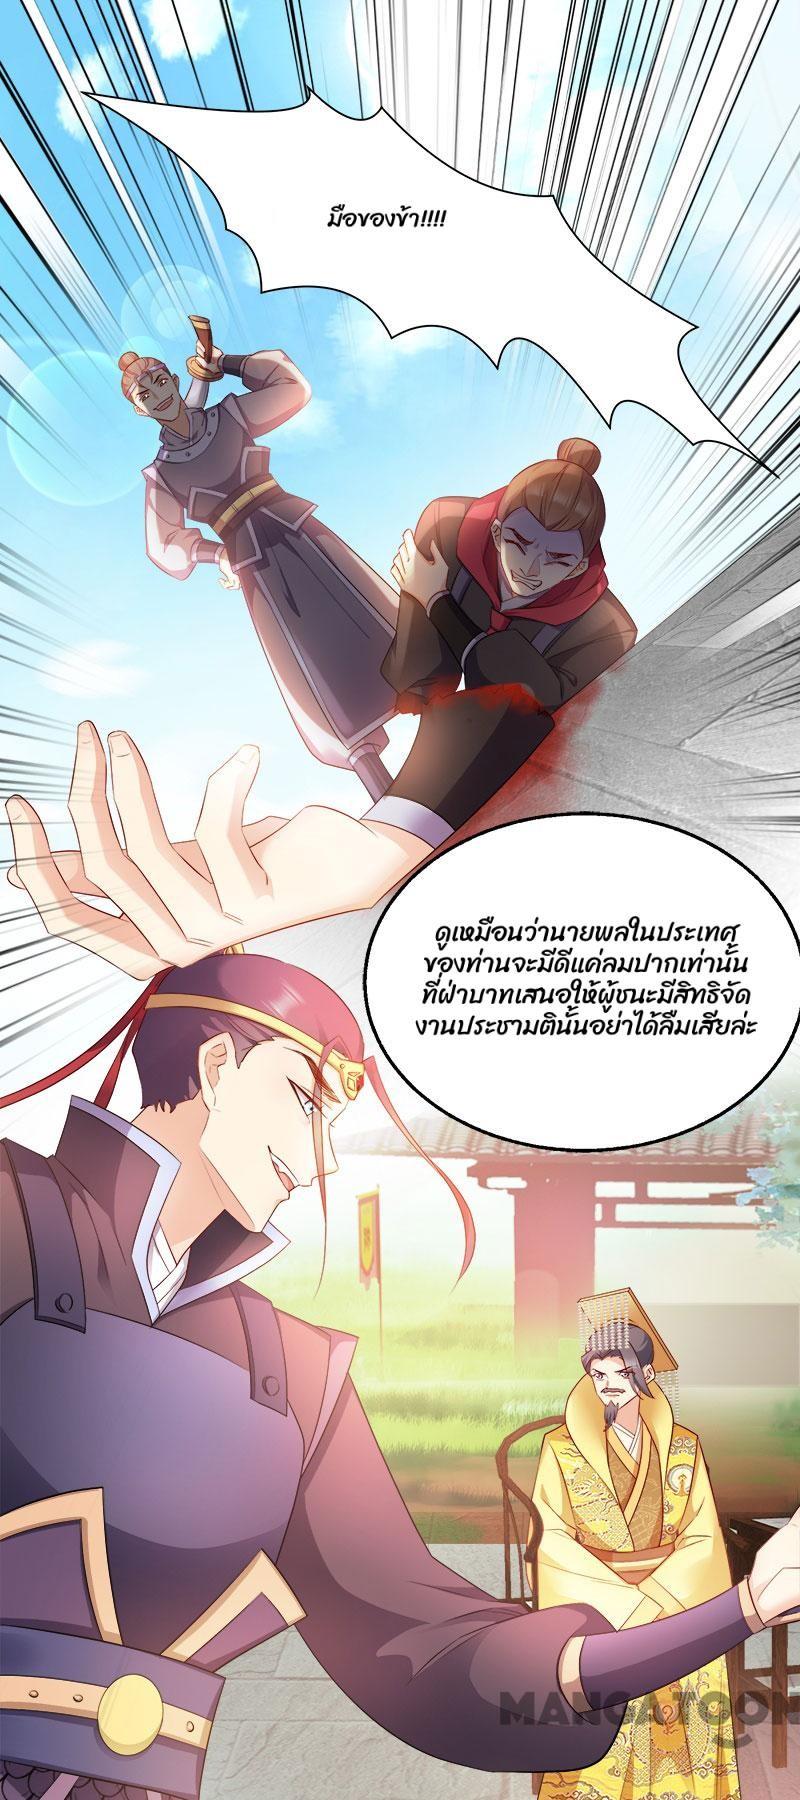 มือของข้า!!!!
ดูเหมือนว่านายพลในประเทศ
ของท่านจะมีดีแค่ลมปากเท่านั้น
ที่ฝ่าบาทเสนอให้ผู้ชนะมีสิทธิจัด
งานประชามตินั้นอย่าได้ลืมเสียล่ะ
MANGATOON